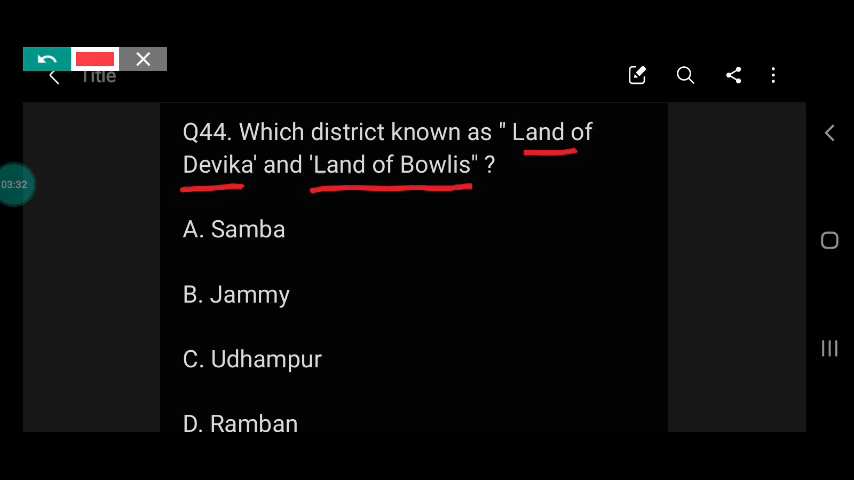 Title
Q44. Which district known as " Land of
Devika' and 'Land of Bowlis" ?
03:32
A. Samba
B. Jammy
C. Udhampur
D. Ramban